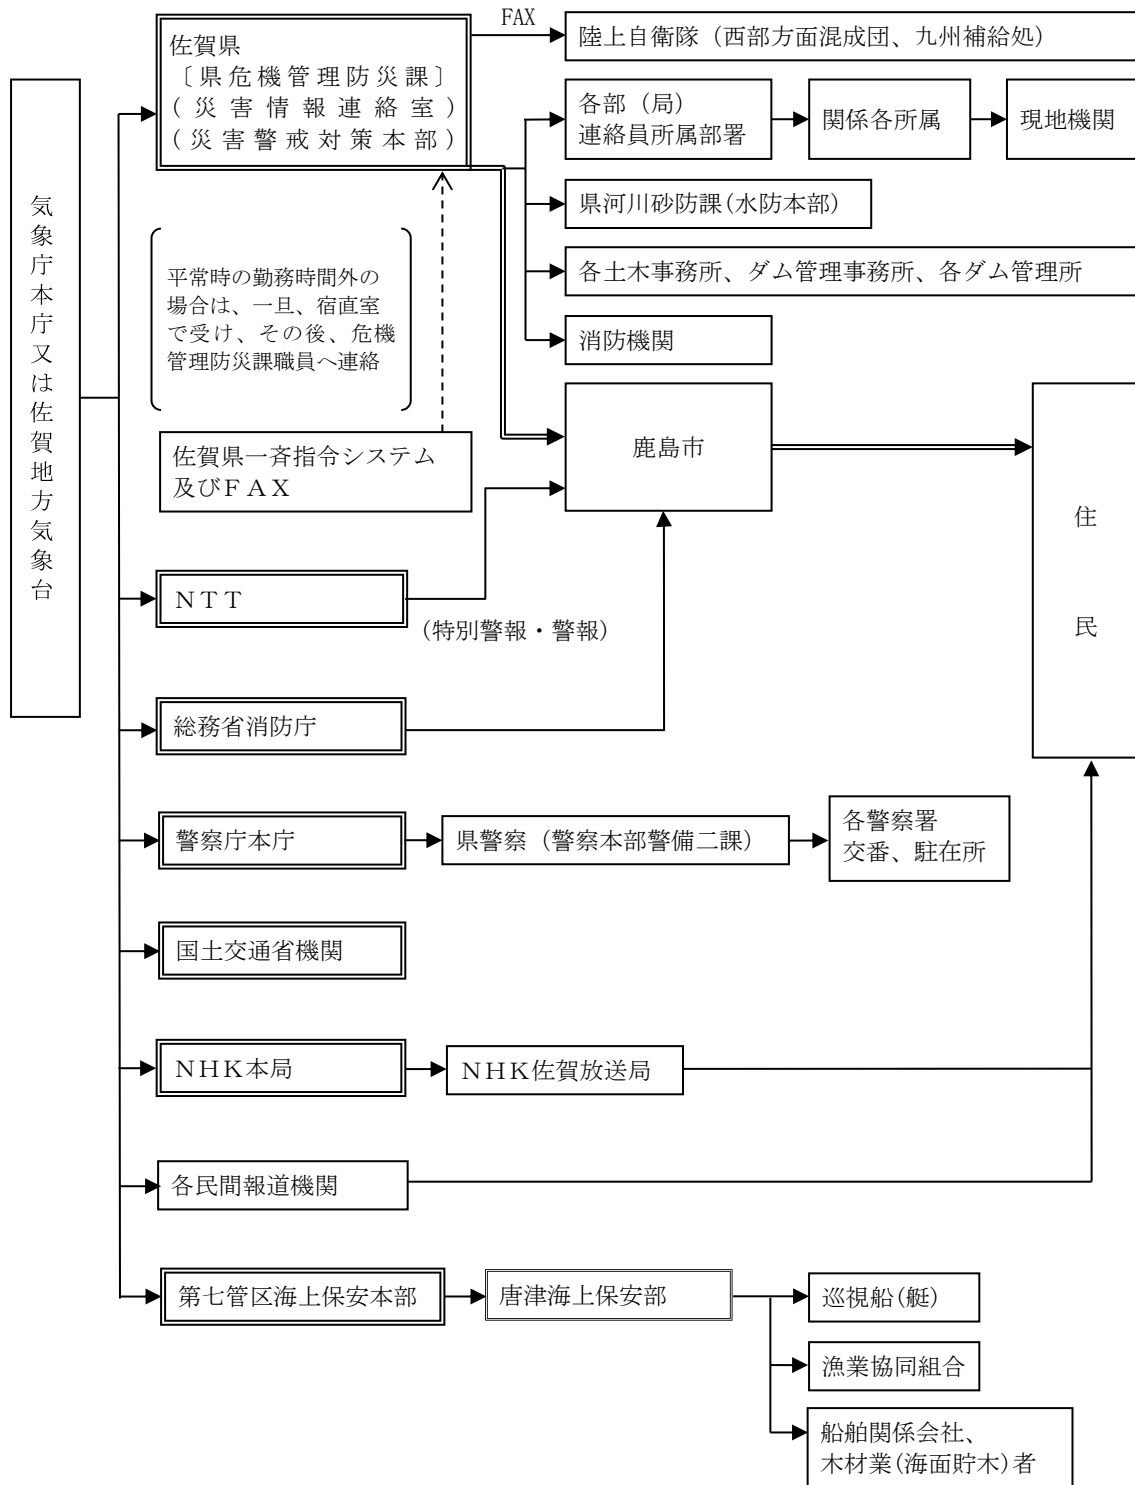 気象庁本庁又は佐賀地方気象台
佐賀県
〔県危機管理防災課〕
(災害情報連絡室)
(災害警戒対策本部)
FAX
陸上自衛隊（西部方面混成団、九州補給処）
各部（局）
連絡員所属部署
関係各所属
現地機関
県河川砂防課(水防本部)
各土木事務所、ダム管理事務所、各ダム管理所
消防機関
平常時の勤務時間外の
場合は、一旦、宿直室
で受け、その後、危機
管理防災課職員へ連絡
佐賀県一斉指令システム
及びＦＡＸ
鹿島市
住民
ＮＴＴ
（特別警報・警報）
総務省消防庁
警察庁本庁
県警察（警察本部警備二課）
各警察署
交番、駐在所
国土交通省機関
ＮＨＫ本局
ＮＨＫ佐賀放送局
各民間報道機関
第七管区海上保安本部
唐津海上保安部
巡視船(艇)
漁業協同組合
船舶関係会社、
木材業(海面貯木)者